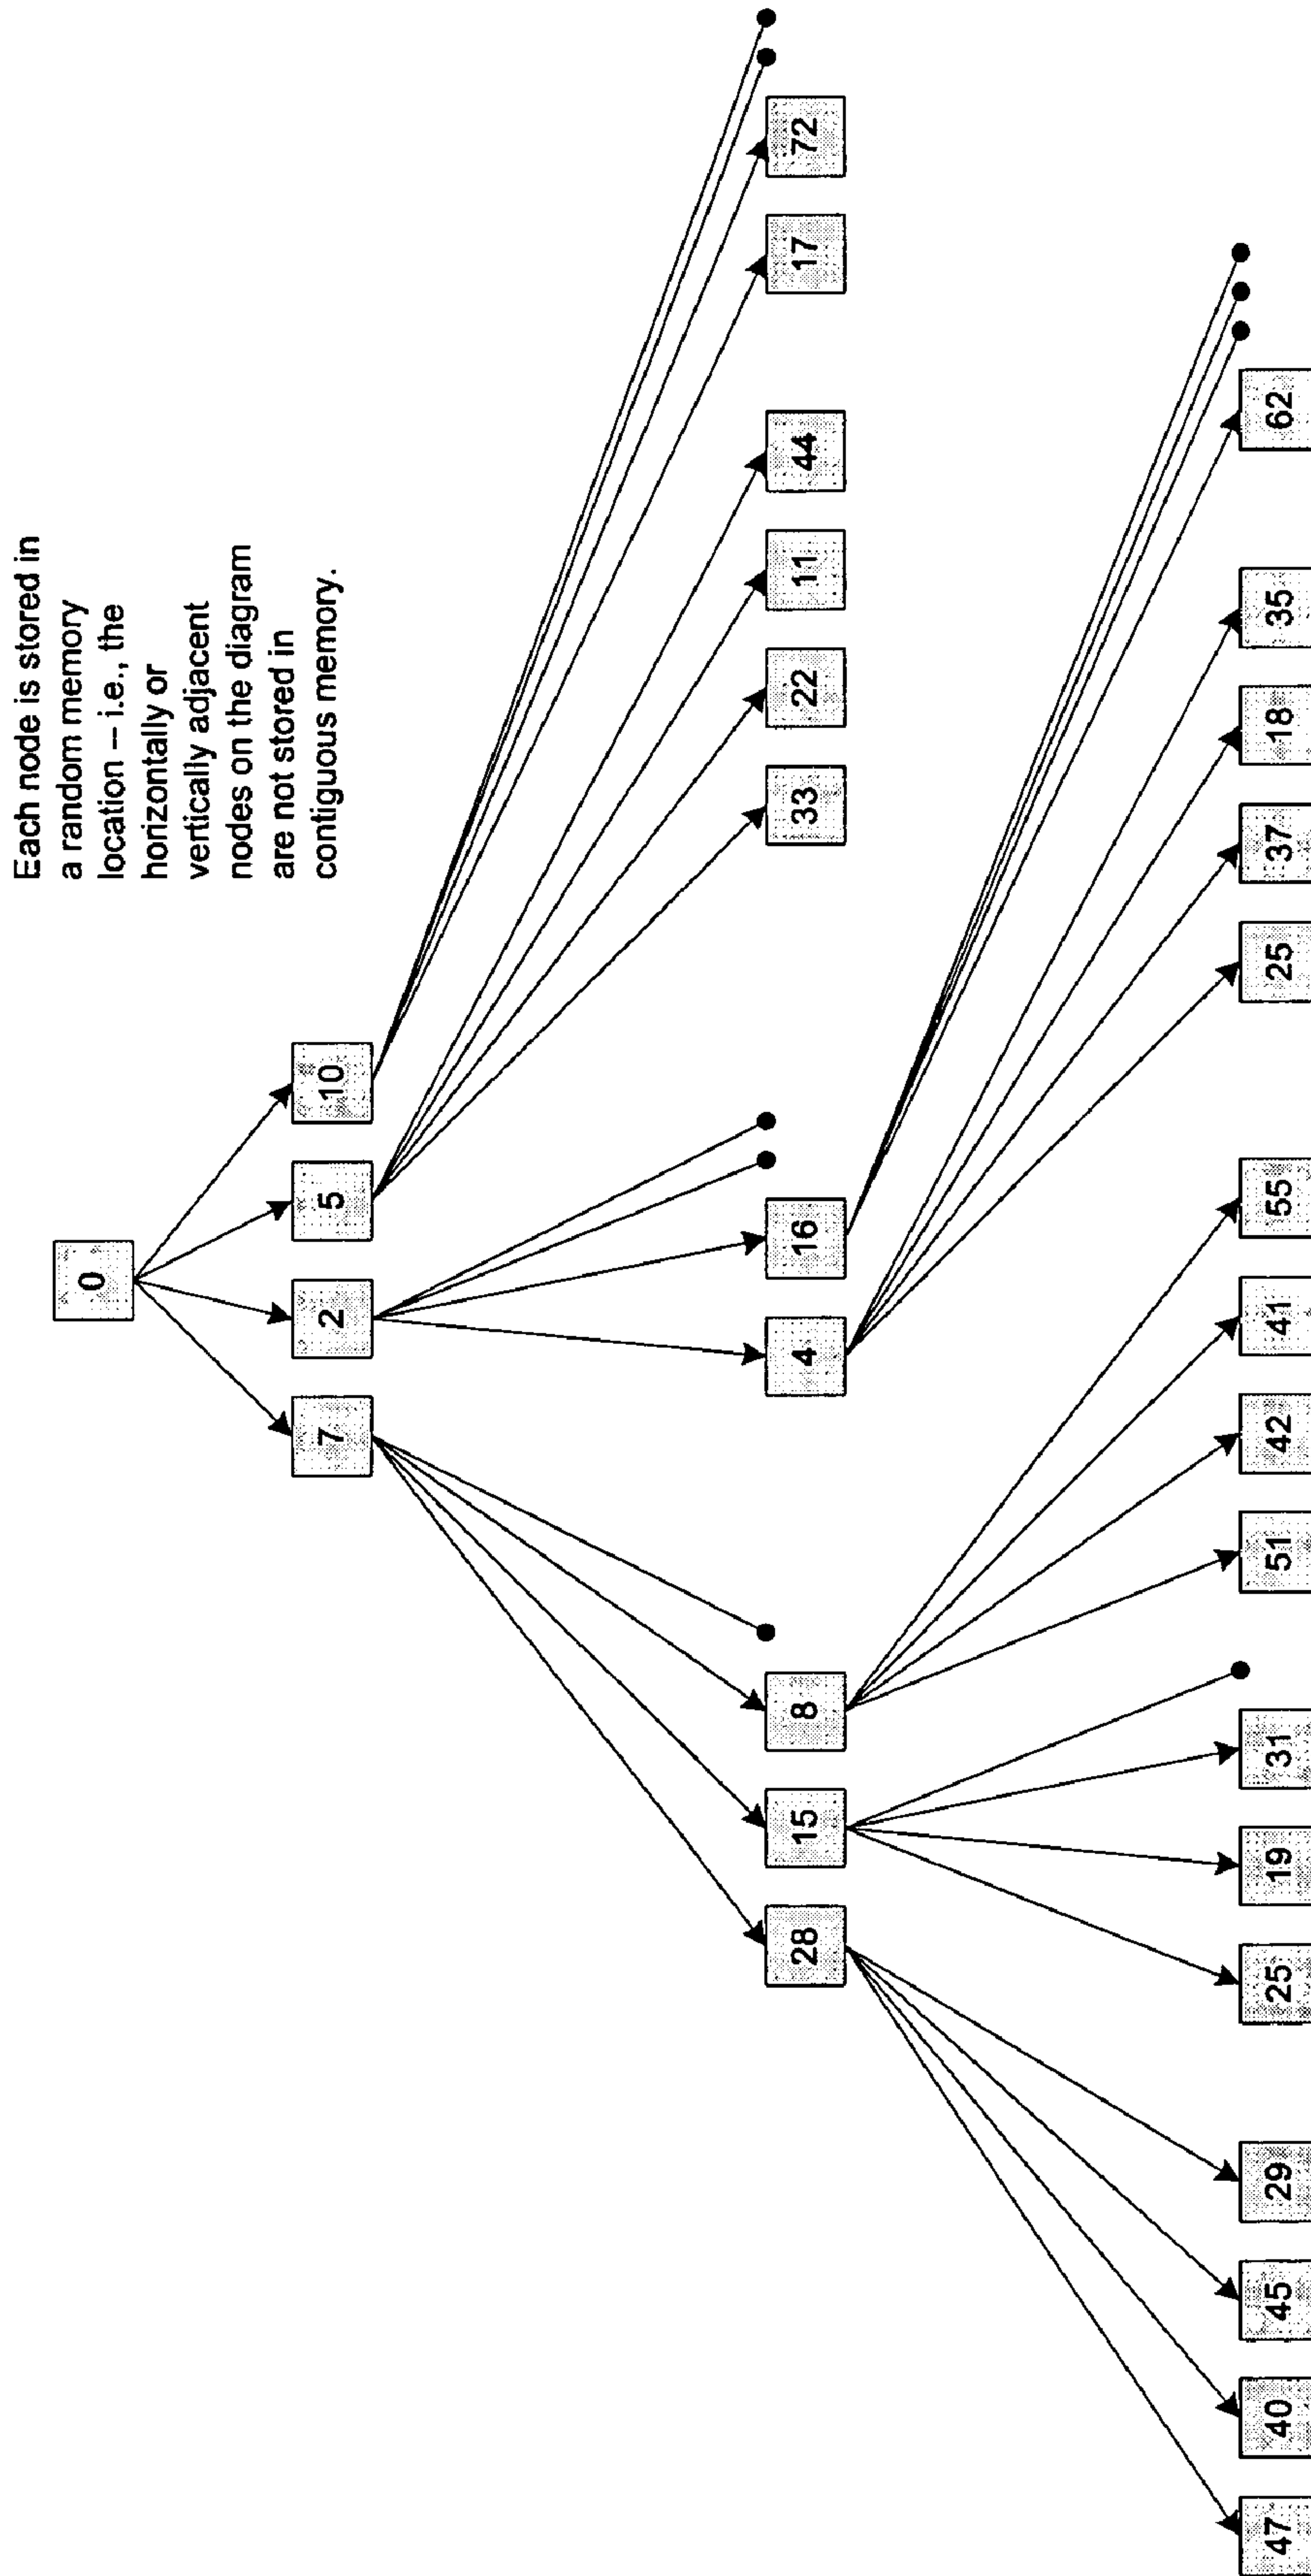 Each node is stored in
a random memory
location – i.e., the
horizontally or
vertically adjacent
nodes on the diagram
are not stored in
contiguous memory.
0
7 2 5 10
28 15 8 4 16 33 22 11 44 17 72
47 40 45 29 25 19 31 51 42 41 55 25 37 18 35 62